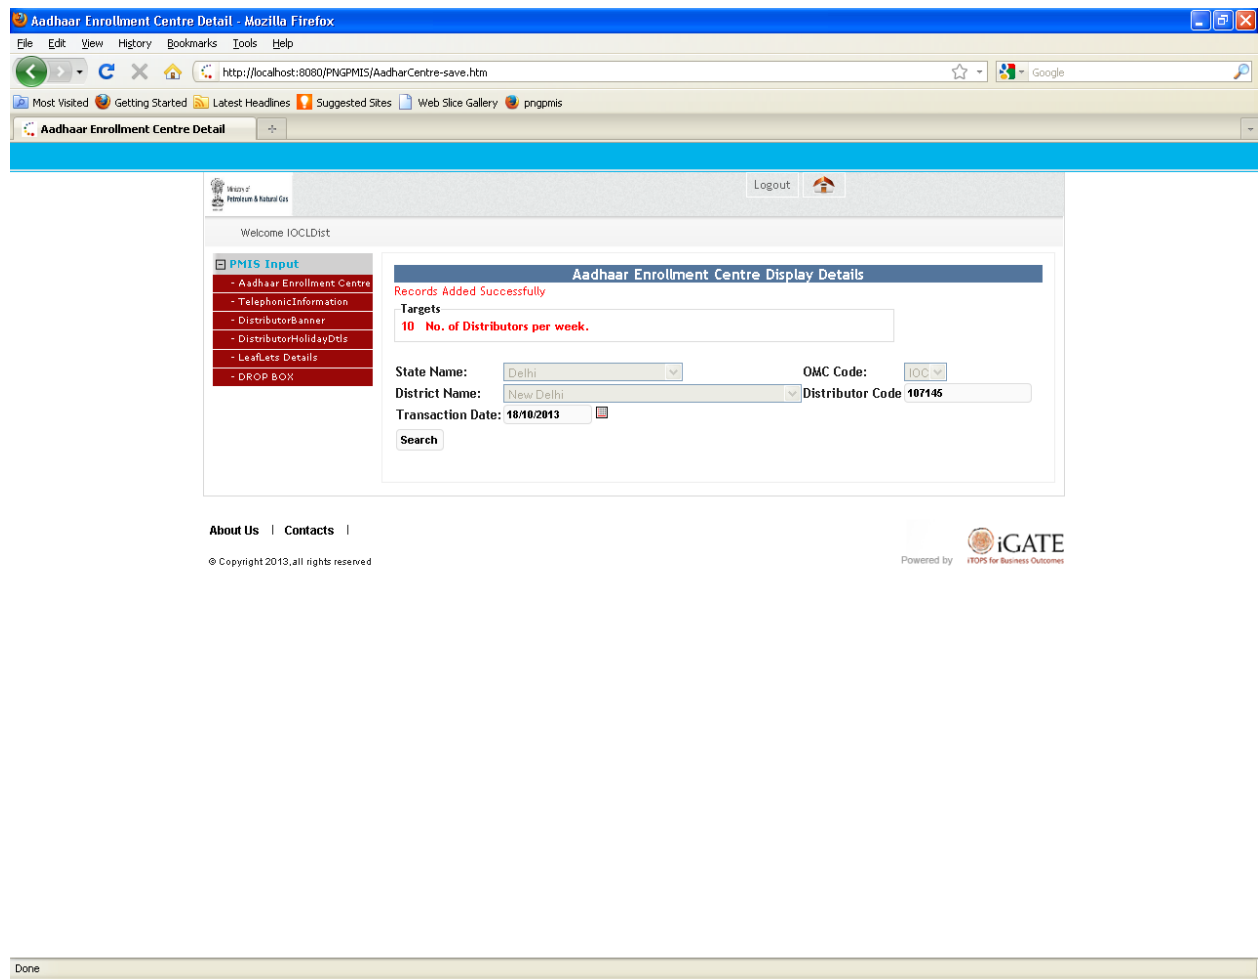 Aadhaar Enrollment Centre Detail - Mozilla Firefox
File Edit View History Bookmarks Tools Help
http://localhost:8080/PNGPMIS/AadharCentre-save.htm Google
Most Visited Getting Started Latest Headlines Suggested Sites Web Slice Gallery pngpmis
Aadhaar Enrollment Centre Detail
Ministry of
Petroleum & Natural Gas
Logout
Welcome IOCLDist
PMIS Input
- Aadhaar Enrollment Centre
- TelephonicInformation
- DistributorBanner
- DistributorHolidayDtls
- LeafLets Details
- DROP BOX
Aadhaar Enrollment Centre Display Details
Records Added Successfully
Targets
10 No. of Distributors per week.
State Name: Delhi OMC Code: IOC
District Name: New Delhi Distributor Code 107145
Transaction Date: 18/10/2013
Search
About Us | Contacts |
© Copyright 2013,all rights reserved
Powered by iGATE
iTOPS for Business Outcomes
Done